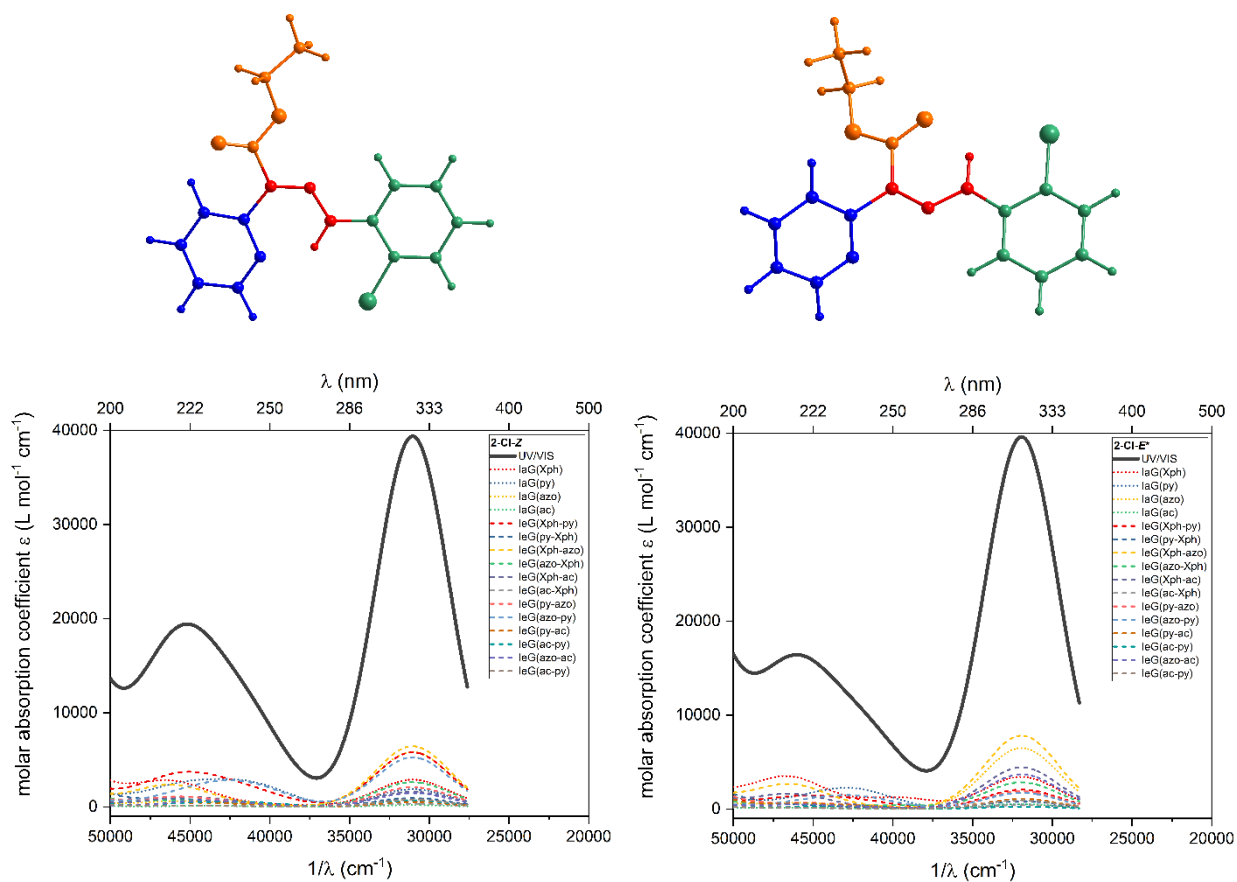 λ (nm)
200 222 250 286 333 400 500
molar absorption coefficient ε (L mol⁻¹ cm⁻¹)
40000
30000
20000
10000
0
2-Cl-Z
UV/VIS
IaG(Xph)
IaG(py)
IaG(azo)
IaG(ac)
IeG(Xph-py)
IeG(py-Xph)
IeG(Xph-azo)
IeG(azo-Xph)
IeG(Xph-ac)
IeG(ac-Xph)
IeG(py-azo)
IeG(azo-py)
IeG(py-ac)
IeG(ac-py)
IeG(azo-ac)
IeG(ac-py)
50000 45000 40000 35000 30000 25000 20000
1/λ (cm⁻¹)
λ (nm)
200 222 250 286 333 400 500
molar absorption coefficient ε (L mol⁻¹ cm⁻¹)
40000
30000
20000
10000
0
2-Cl-E*
UV/VIS
IaG(Xph)
IaG(py)
IaG(azo)
IaG(ac)
IeG(Xph-py)
IeG(py-Xph)
IeG(Xph-azo)
IeG(azo-Xph)
IeG(Xph-ac)
IeG(ac-Xph)
IeG(py-azo)
IeG(azo-py)
IeG(py-ac)
IeG(ac-py)
IeG(azo-ac)
IeG(ac-py)
50000 45000 40000 35000 30000 25000 20000
1/λ (cm⁻¹)